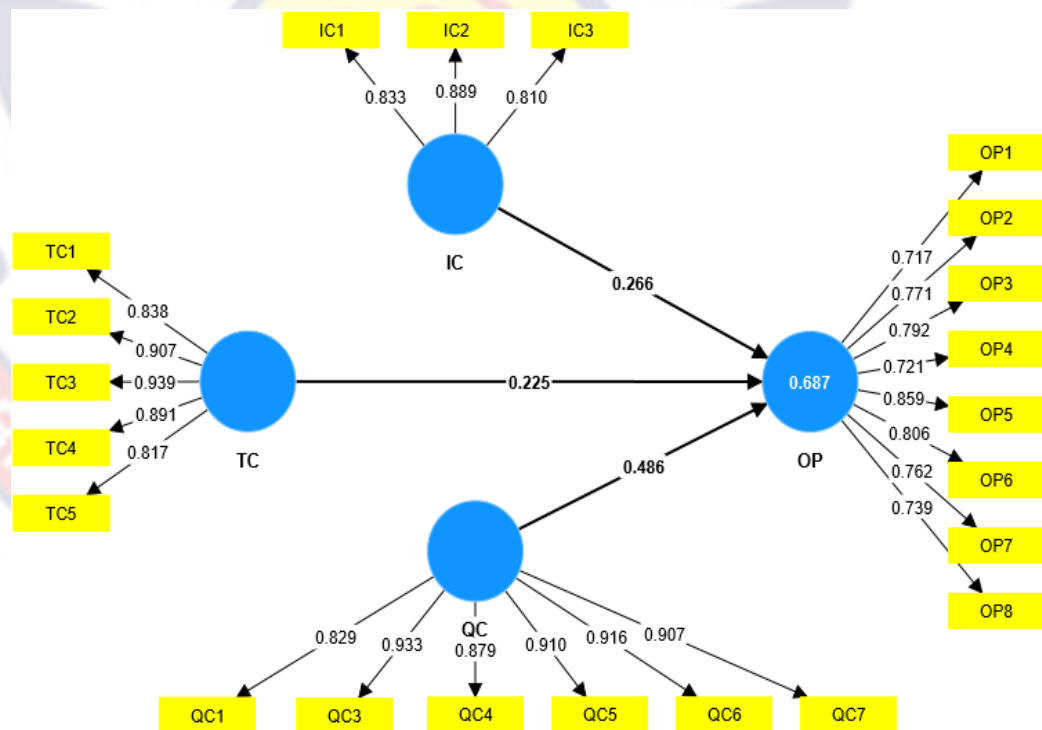 IC1 IC2 IC3
0.833 0.889 0.810
IC
TC1
TC2
TC3
TC4
TC5
0.838
0.907
0.939
0.891
0.817
TC
0.266
0.225
0.486
0.687
OP
OP1
OP2
OP3
OP4
OP5
OP6
OP7
OP8
0.717
0.771
0.792
0.721
0.859
0.806
0.762
0.739
QC
0.829 0.933 0.879 0.910 0.916 0.907
QC1 QC3 QC4 QC5 QC6 QC7